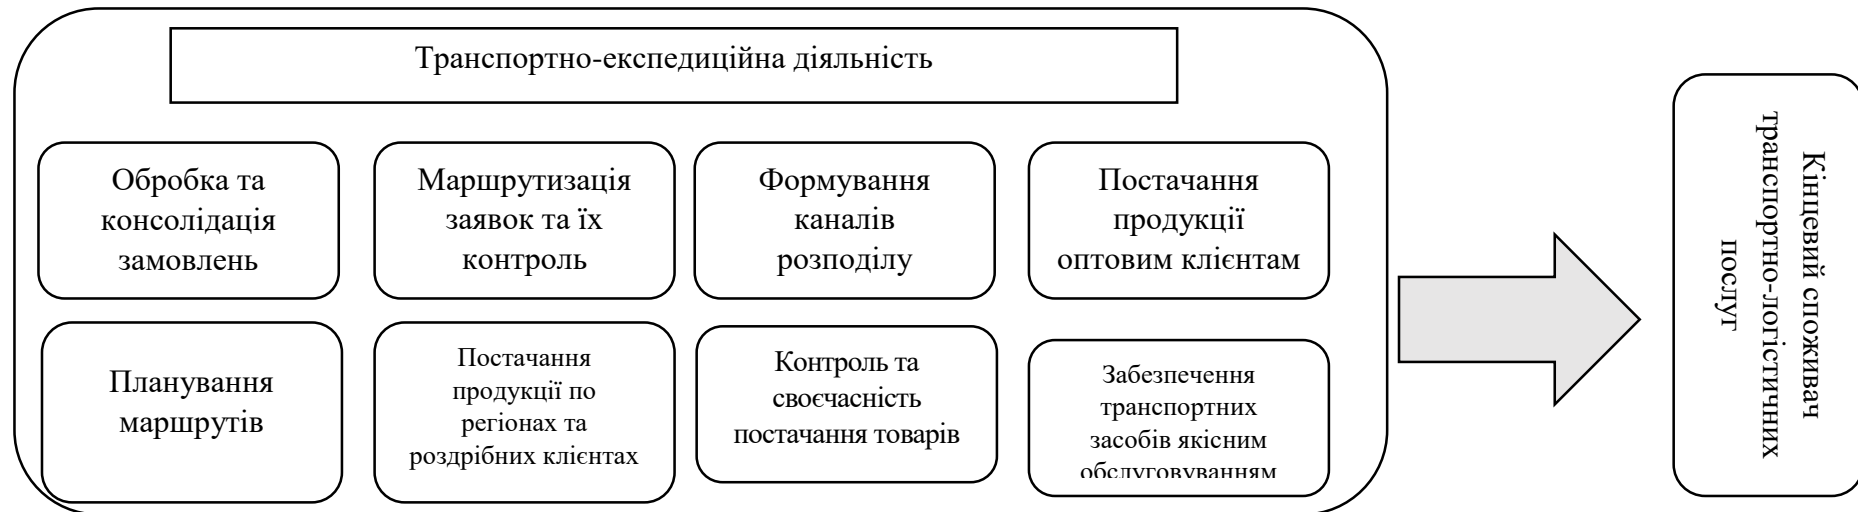 Транспортно-експедиційна діяльність
Обробка та
консолідація
замовлень
Маршрутизація
заявок та їх
контроль
Формування
каналів
розподілу
Постачання
продукції
оптовим клієнтам
Планування
маршрутів
Постачання
продукції по
регіонах та
роздрібних клієнтах
Контроль та
своєчасність
постачання товарів
Забезпечення
транспортних
засобів якісним
обслуговуванням
Кінцевий споживач
транспортно-логістичних
послуг